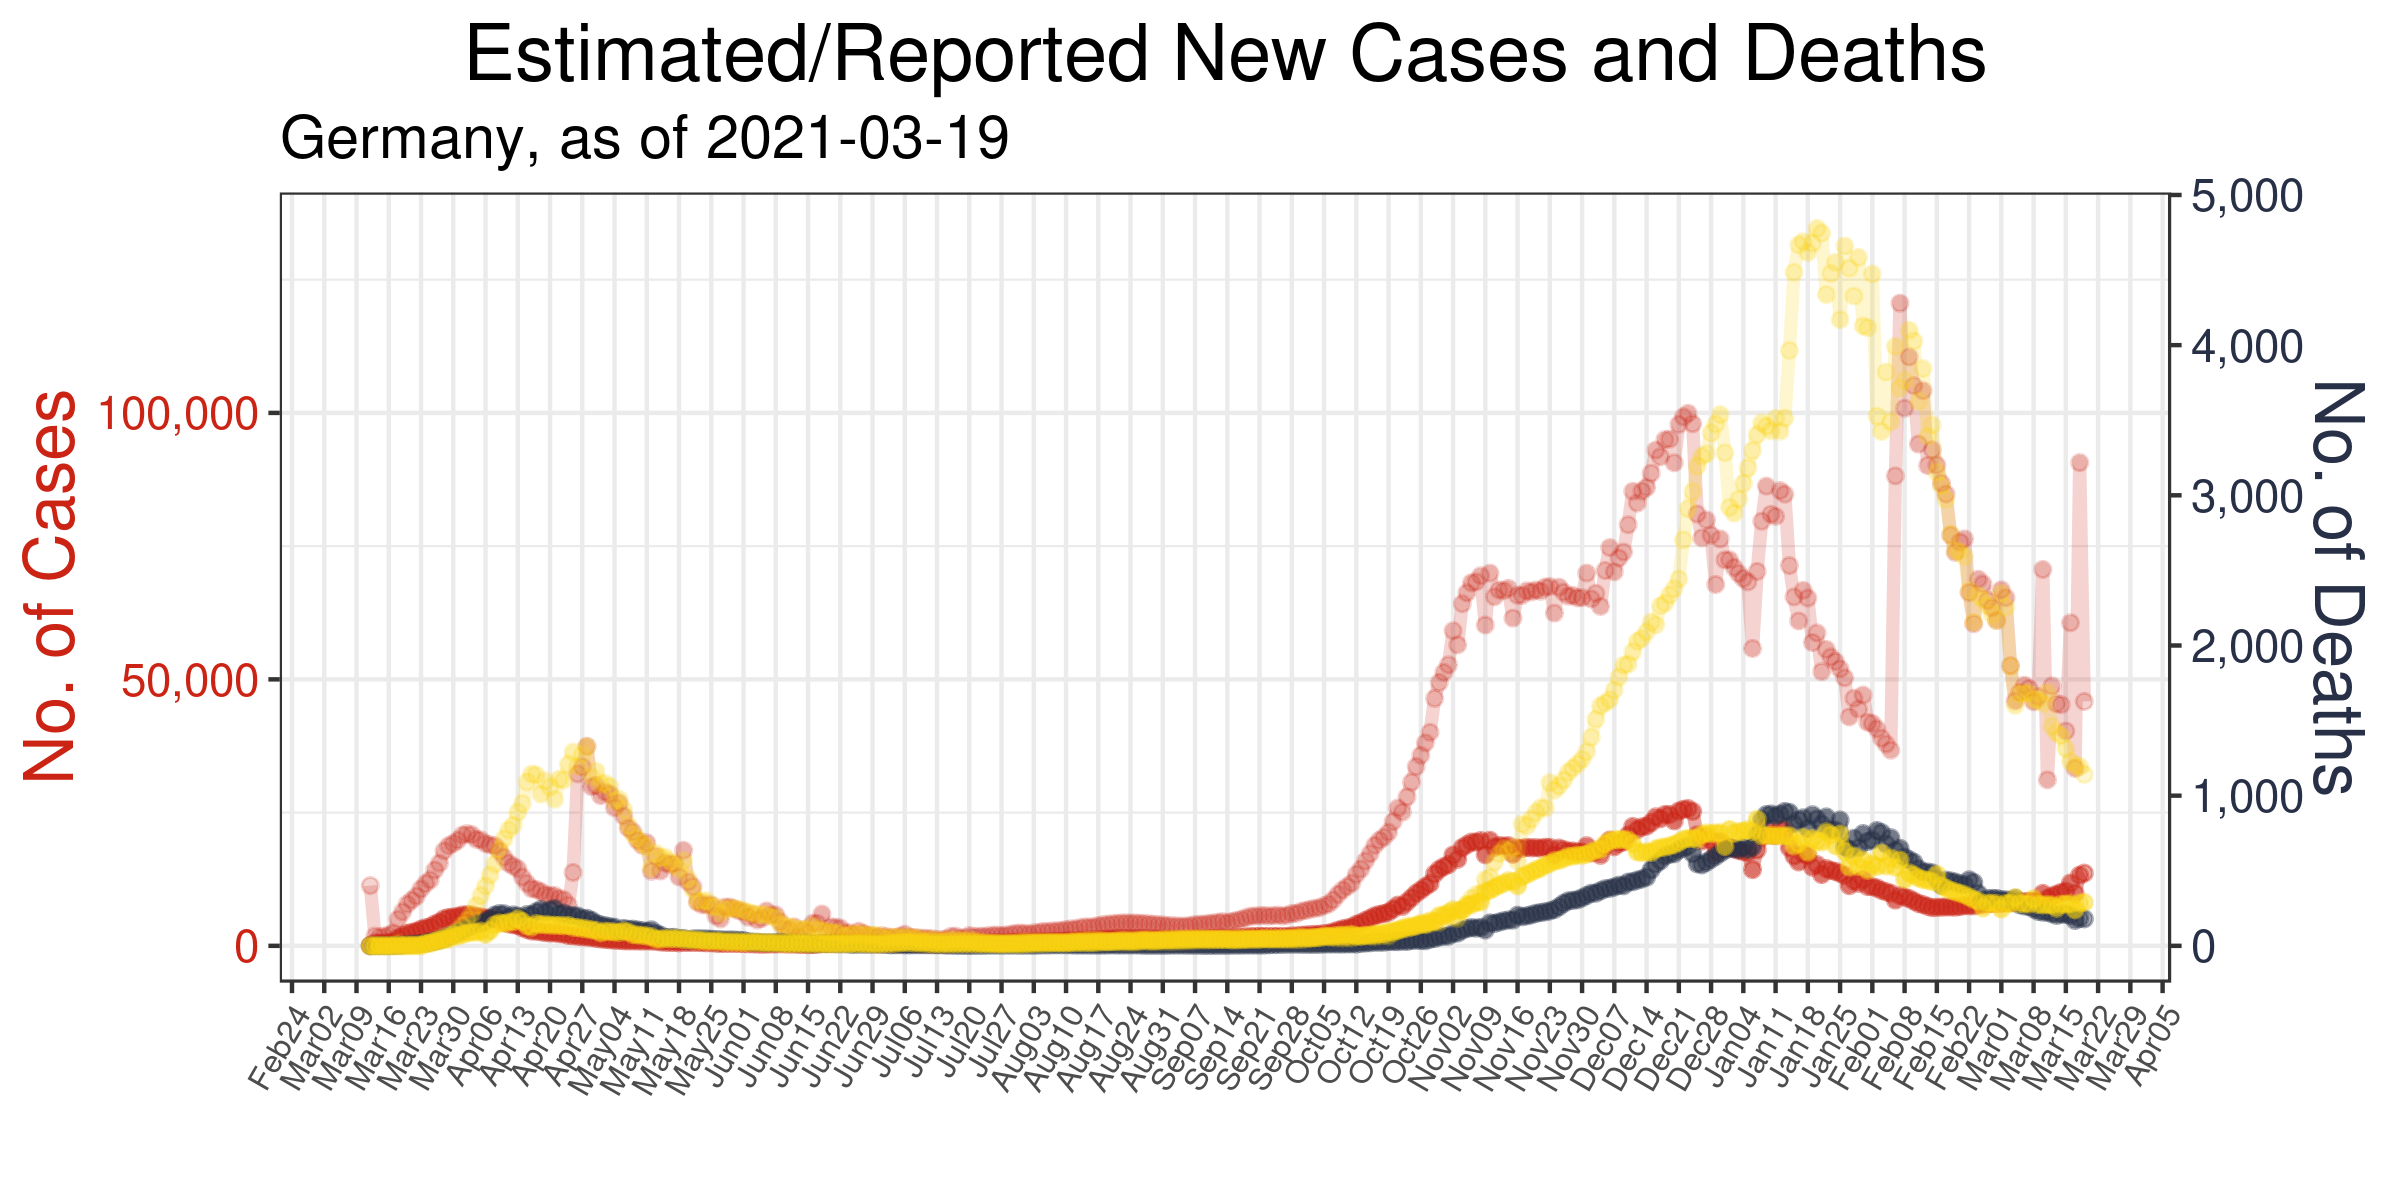 Estimated/Reported New Cases and Deaths
Germany, as of 2021-03-19
No. of Cases
100,000
50,000
0
5,000
4,000
3,000
2,000
1,000
0
No. of Deaths
Feb24
Mar02
Mar09
Mar16
Mar23
Mar30
Apr06
Apr13
Apr20
Apr27
May04
May11
May18
May25
Jun01
Jun08
Jun15
Jun22
Jun29
Jul06
Jul13
Jul20
Jul27
Aug03
Aug10
Aug17
Aug24
Aug31
Sep07
Sep14
Sep21
Sep28
Oct05
Oct12
Oct19
Oct26
Nov02
Nov09
Nov16
Nov23
Nov30
Dec07
Dec14
Dec21
Dec28
Jan04
Jan11
Jan18
Jan25
Feb01
Feb08
Feb15
Feb22
Mar01
Mar08
Mar15
Mar22
Mar29
Apr05